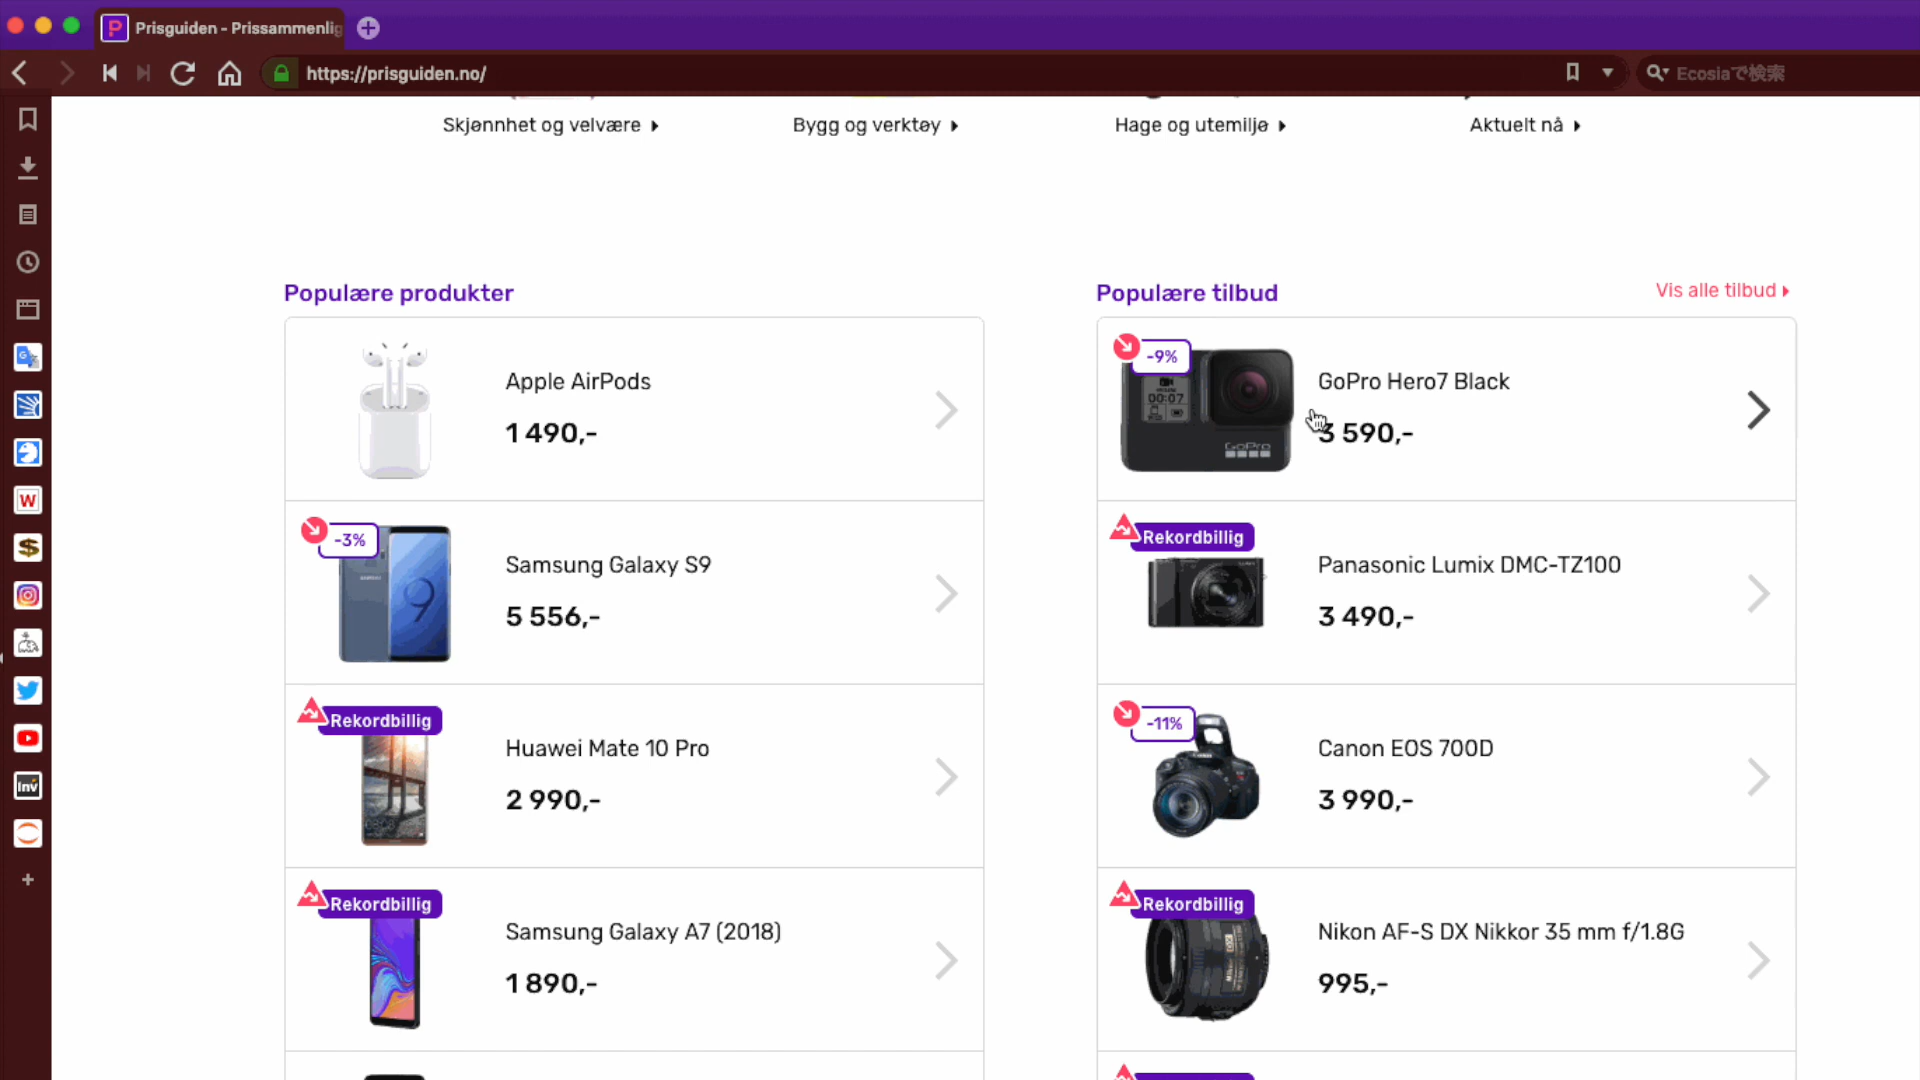 Prisguiden - Prissammenlig
https://prisguiden.no/
Ecosiaで検索
Skjønnhet og velvære
Bygg og verktøy
Hage og utemiljø
Aktuelt nå
Populære produkter
Apple AirPods
1 490,-
-3%
Samsung Galaxy S9
5 556,-
Rekordbillig
Huawei Mate 10 Pro
2 990,-
Rekordbillig
Samsung Galaxy A7 (2018)
1 890,-
Populære tilbud
Vis alle tilbud
-9%
00:07
GoPro
GoPro Hero7 Black
3 590,-
Rekordbillig
Panasonic Lumix DMC-TZ100
3 490,-
-11%
Canon EOS 700D
3 990,-
Rekordbillig
Nikon AF-S DX Nikkor 35 mm f/1.8G
995,-